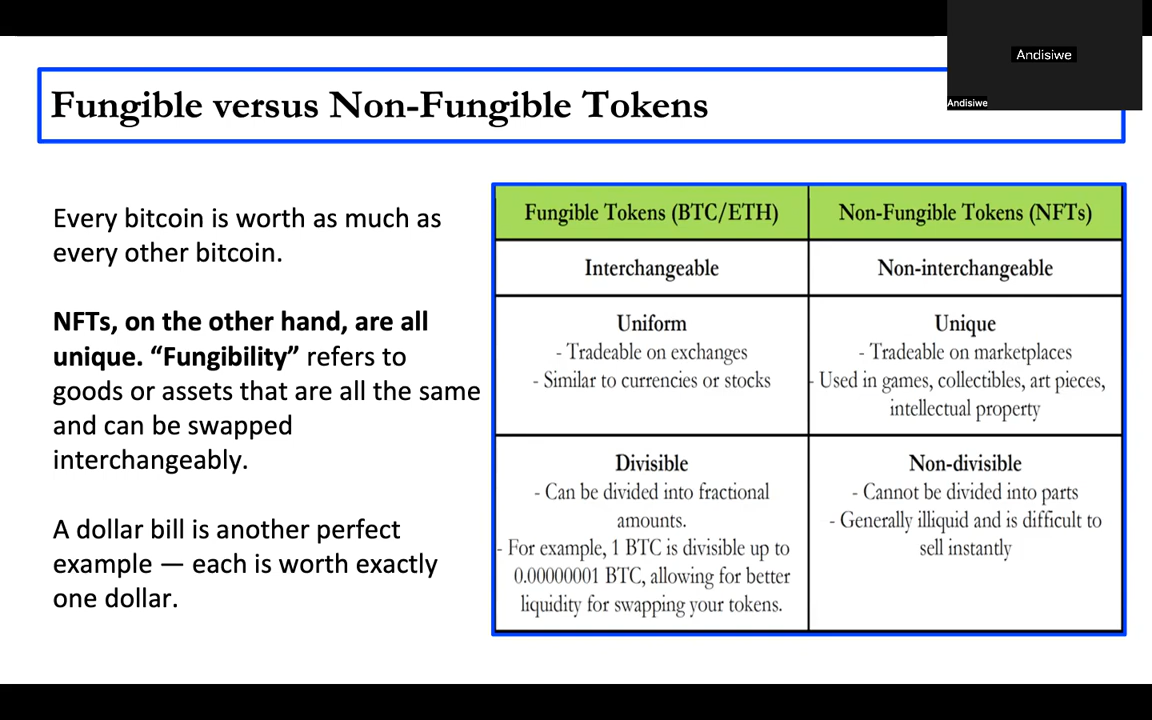 Andisiwe
Andisiwe
Fungible versus Non-Fungible Tokens
Every bitcoin is worth as much as
every other bitcoin.
NFTs, on the other hand, are all
unique. “Fungibility” refers to
goods or assets that are all the same
and can be swapped
interchangeably.
A dollar bill is another perfect
example — each is worth exactly
one dollar.
Fungible Tokens (BTC/ETH)
Non-Fungible Tokens (NFTs)
Interchangeable
Non-interchangeable
Uniform
- Tradeable on exchanges
- Similar to currencies or stocks
Unique
- Tradeable on marketplaces
- Used in games, collectibles, art pieces,
intellectual property
Divisible
- Can be divided into fractional
amounts.
- For example, 1 BTC is divisible up to
0.00000001 BTC, allowing for better
liquidity for swapping your tokens.
Non-divisible
- Cannot be divided into parts
- Generally illiquid and is difficult to
sell instantly